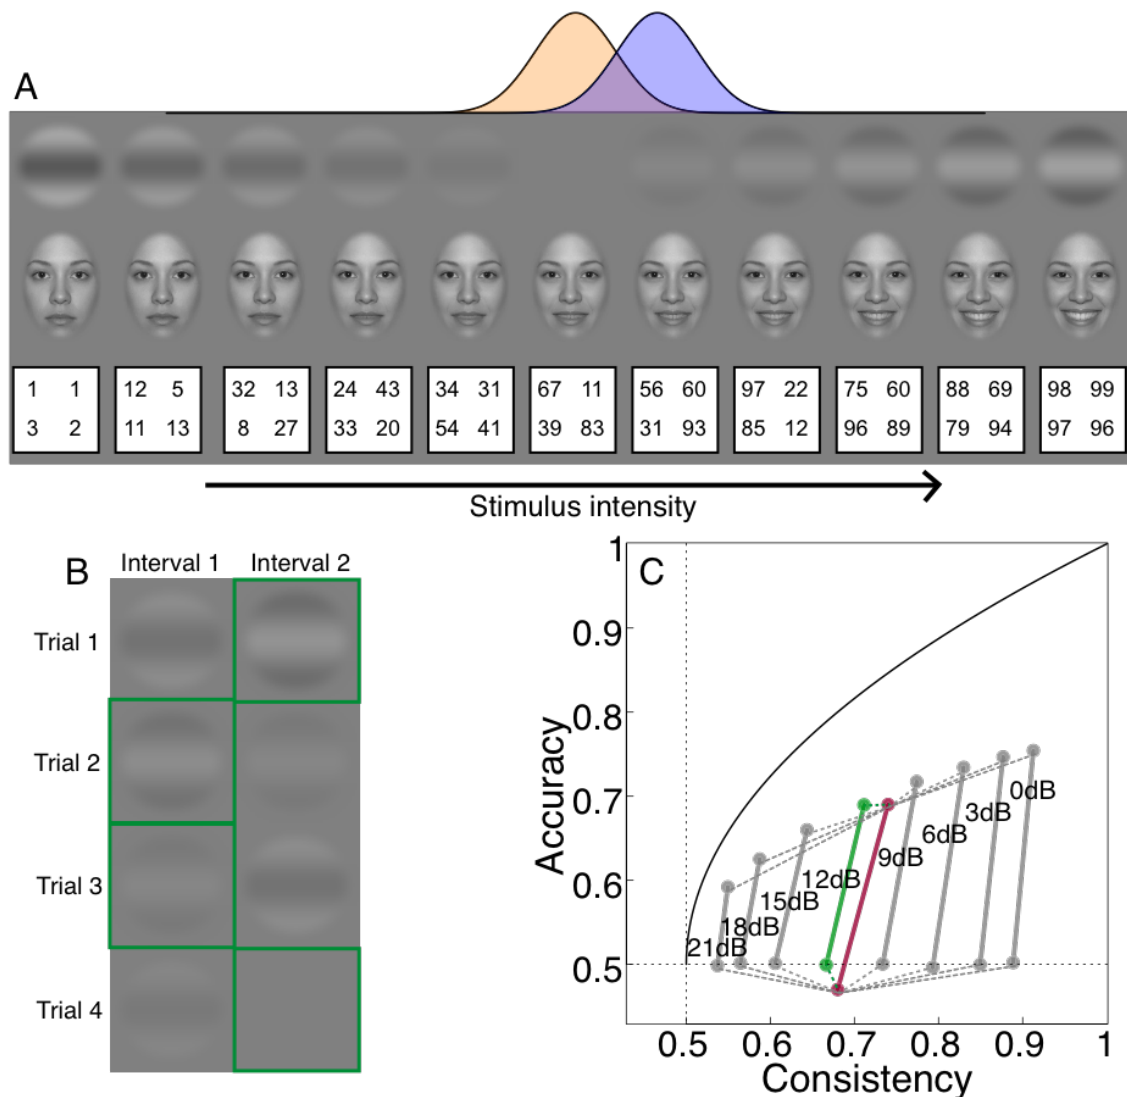 A
1 1 12 5 32 13 24 43 34 31 67 11 56 60 97 22 75 60 88 69 98 99
3 2 11 13 8 27 33 20 54 41 39 83 31 93 85 12 96 89 79 94 97 96
Stimulus intensity
B
Interval 1 Interval 2
Trial 1
Trial 2
Trial 3
Trial 4
C
1
0.9
0.8
0.7
0.6
0.5
Accuracy
0dB
3dB
6dB
9dB
12dB
15dB
18dB
21dB
0.5 0.6 0.7 0.8 0.9 1
Consistency